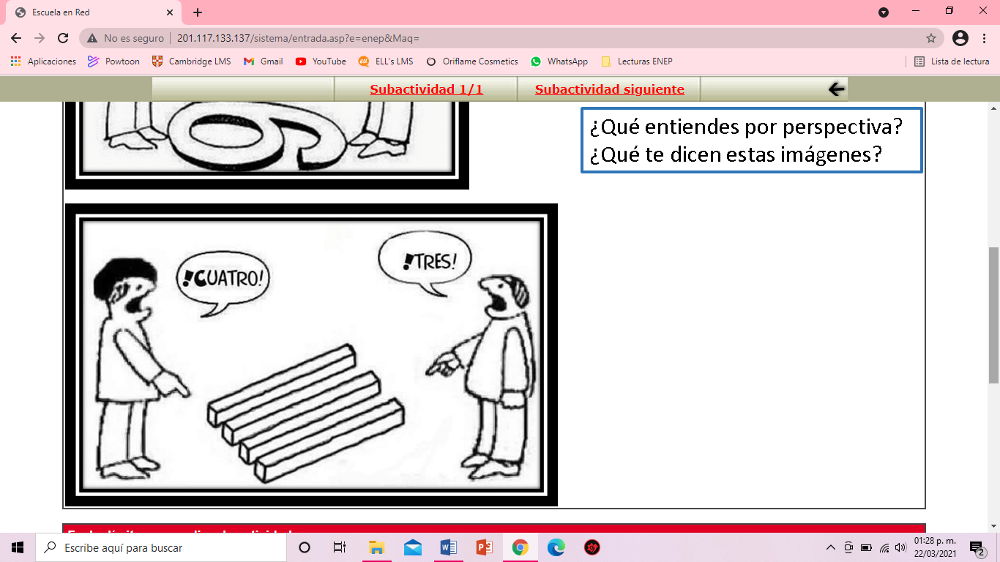 Escuela en Red
No es seguro
201.117.133.137/sistema/entrada.asp?e=enep&Maq=
Aplicaciones
Powtoon
Cambridge LMS
Gmail
YouTube
ELL's LMS
Oriflame Cosmetics
WhatsApp
Lecturas ENEP
Lista de lectura
Subactividad 1/1
Subactividad siguiente
¿Qué entiendes por perspectiva?
¿Qué te dicen estas imágenes?
!CUATRO!
!TRES!
Escribe aquí para buscar
01:28 p. m.
22/03/2021
2